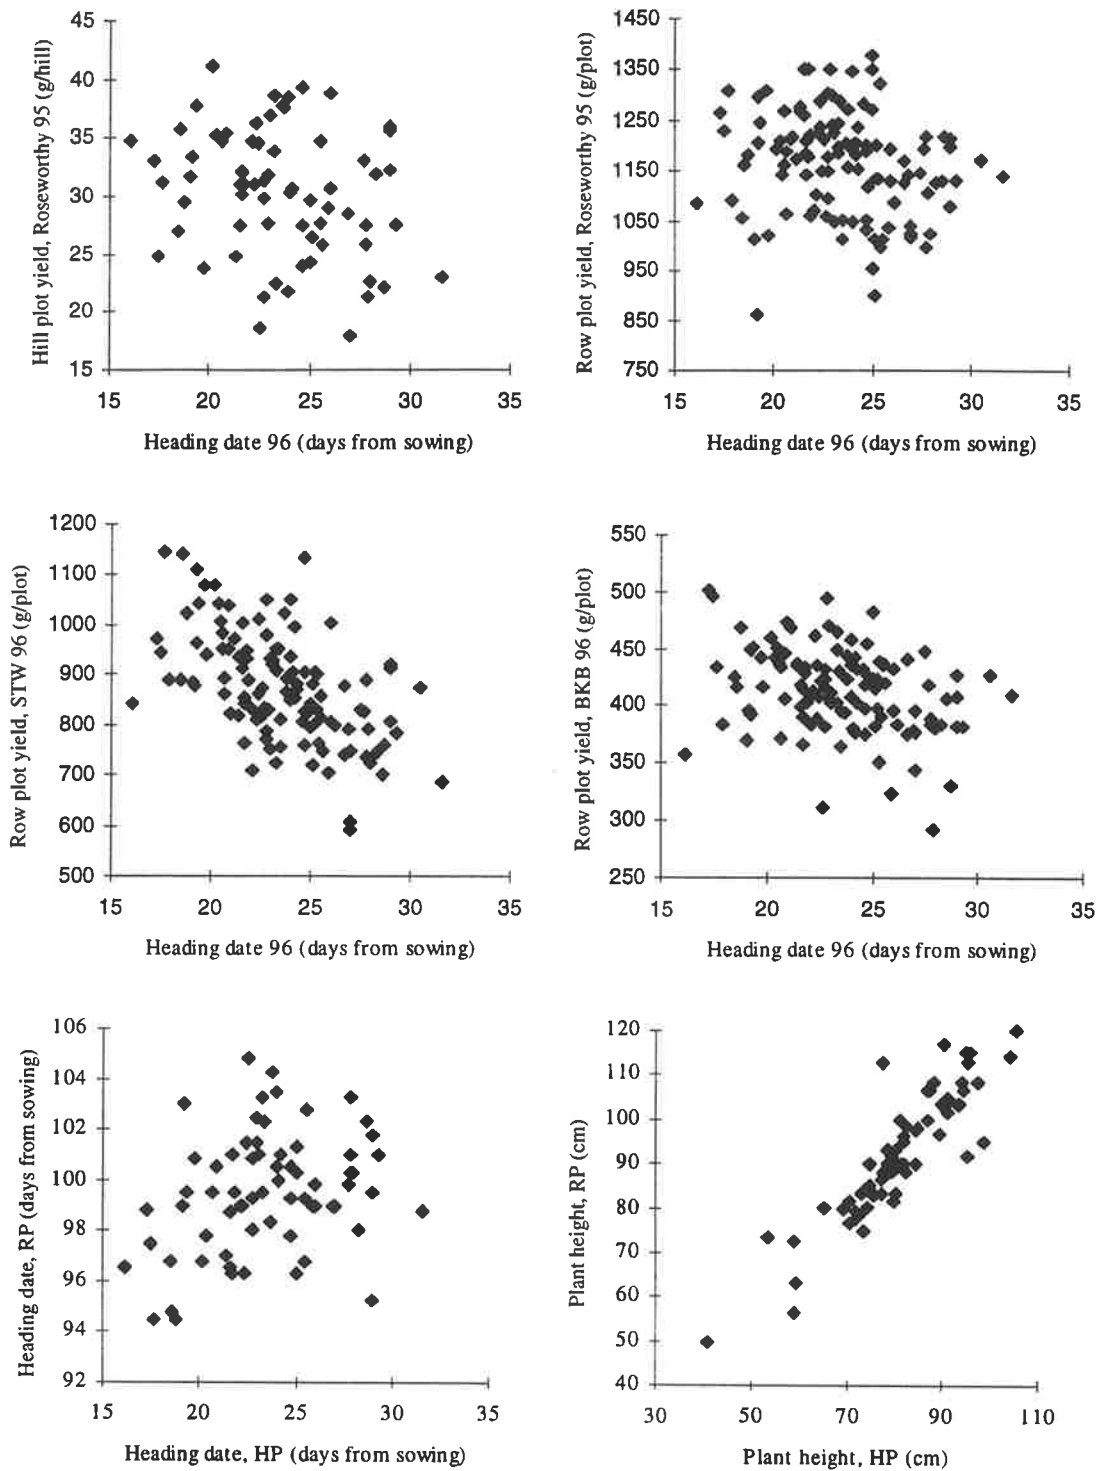 Hill plot yield, Roseworthy 95 (g/hill)
45
40
35
30
25
20
15
15 20 25 30 35
Heading date 96 (days from sowing)
Row plot yield, Roseworthy 95 (g/plot)
1450
1350
1250
1150
1050
950
850
750
15 20 25 30 35
Heading date 96 (days from sowing)
Row plot yield, STW 96 (g/plot)
1200
1100
1000
900
800
700
600
500
15 20 25 30 35
Heading date 96 (days from sowing)
Row plot yield, BKB 96 (g/plot)
550
500
450
400
350
300
250
15 20 25 30 35
Heading date 96 (days from sowing)
Heading date, RP (days from sowing)
106
104
102
100
98
96
94
92
15 20 25 30 35
Heading date, HP (days from sowing)
Plant height, RP (cm)
120
110
100
90
80
70
60
50
40
30 50 70 90 110
Plant height, HP (cm)